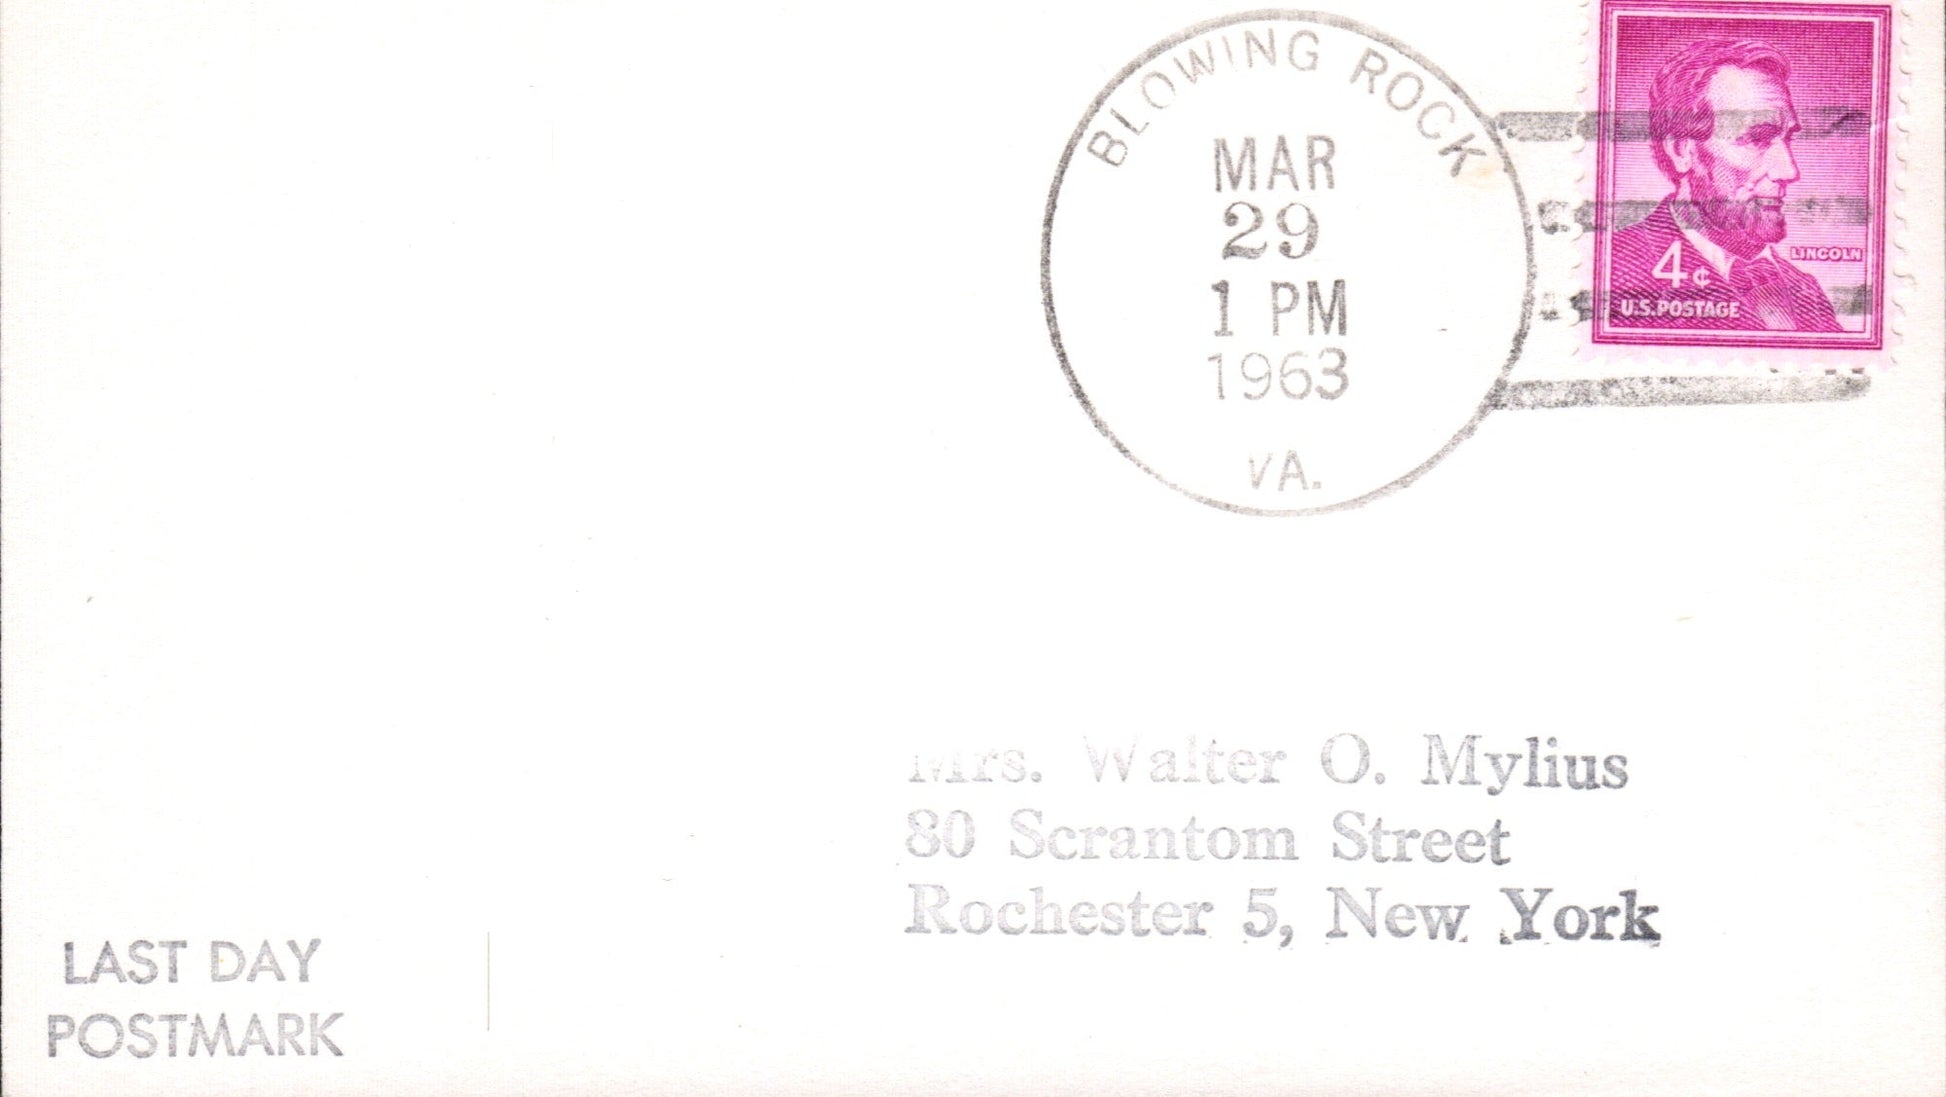 BLOWING ROCK
MAR
29
1 PM
1963
VA.
LINCOLN
4¢
U.S. POSTAGE
Mrs. Walter O. Mylius
80 Scrantom Street
Rochester 5, New York
LAST DAY
POSTMARK